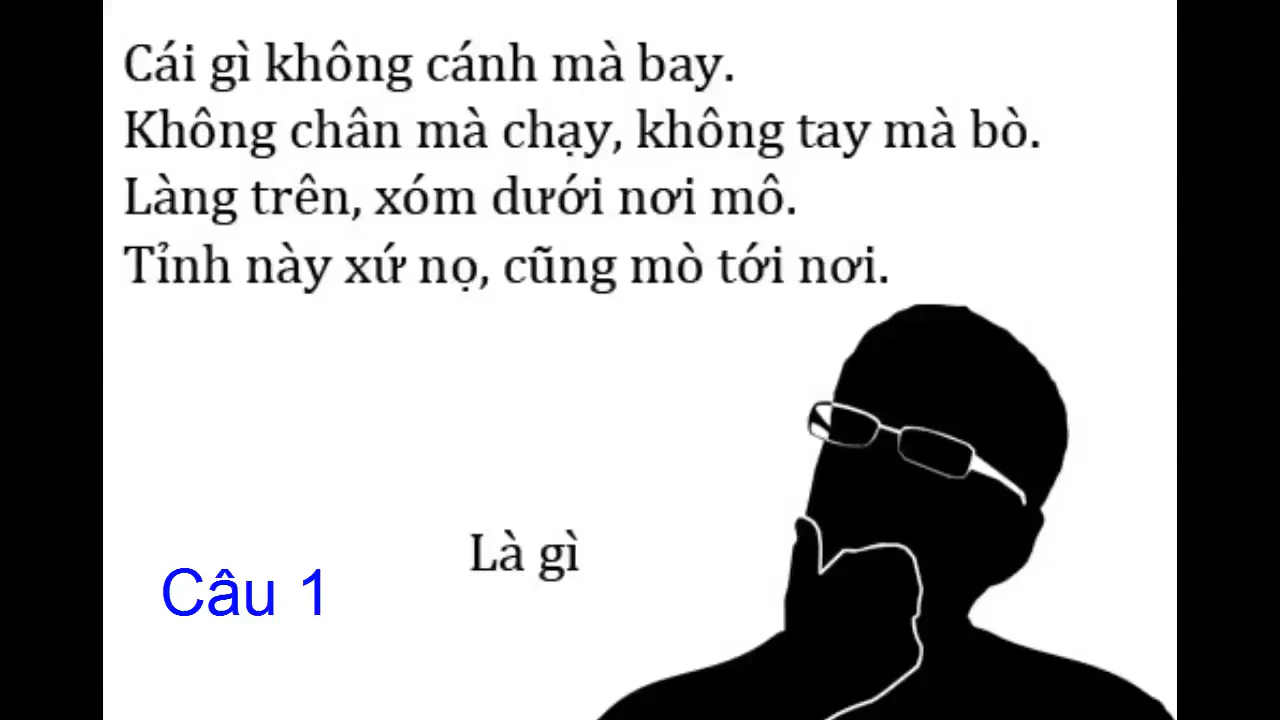 Cái gì không cánh mà bay.
Không chân mà chạy, không tay mà bò.
Làng trên, xóm dưới nơi mô.
Tỉnh này xứ nọ, cũng mò tới nơi.
Là gì
Câu 1